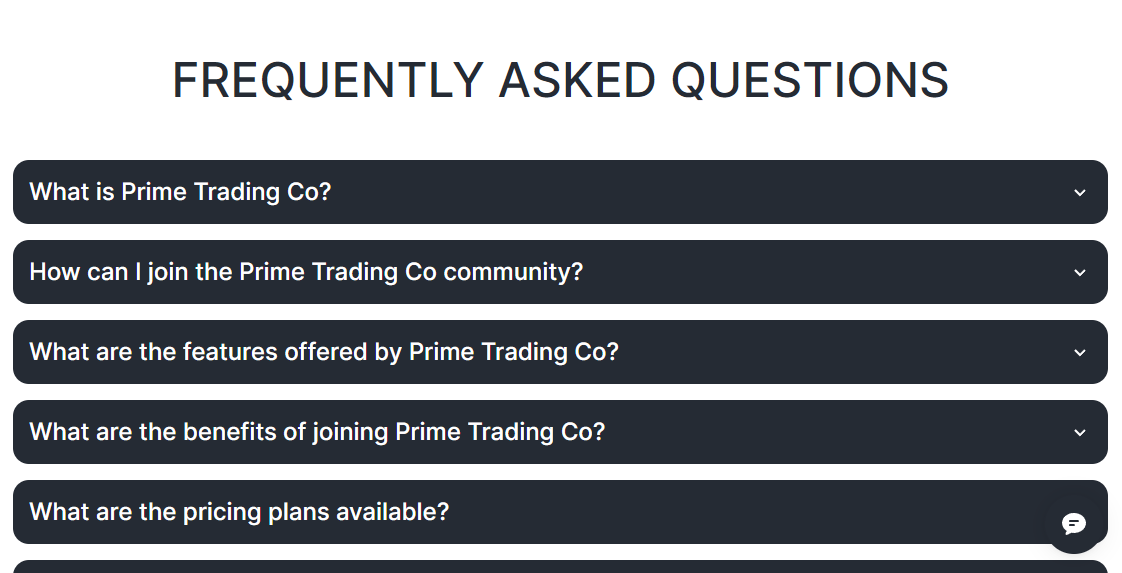 FREQUENTLY ASKED QUESTIONS
What is Prime Trading Co?
How can I join the Prime Trading Co community?
What are the features offered by Prime Trading Co?
What are the benefits of joining Prime Trading Co?
What are the pricing plans available?